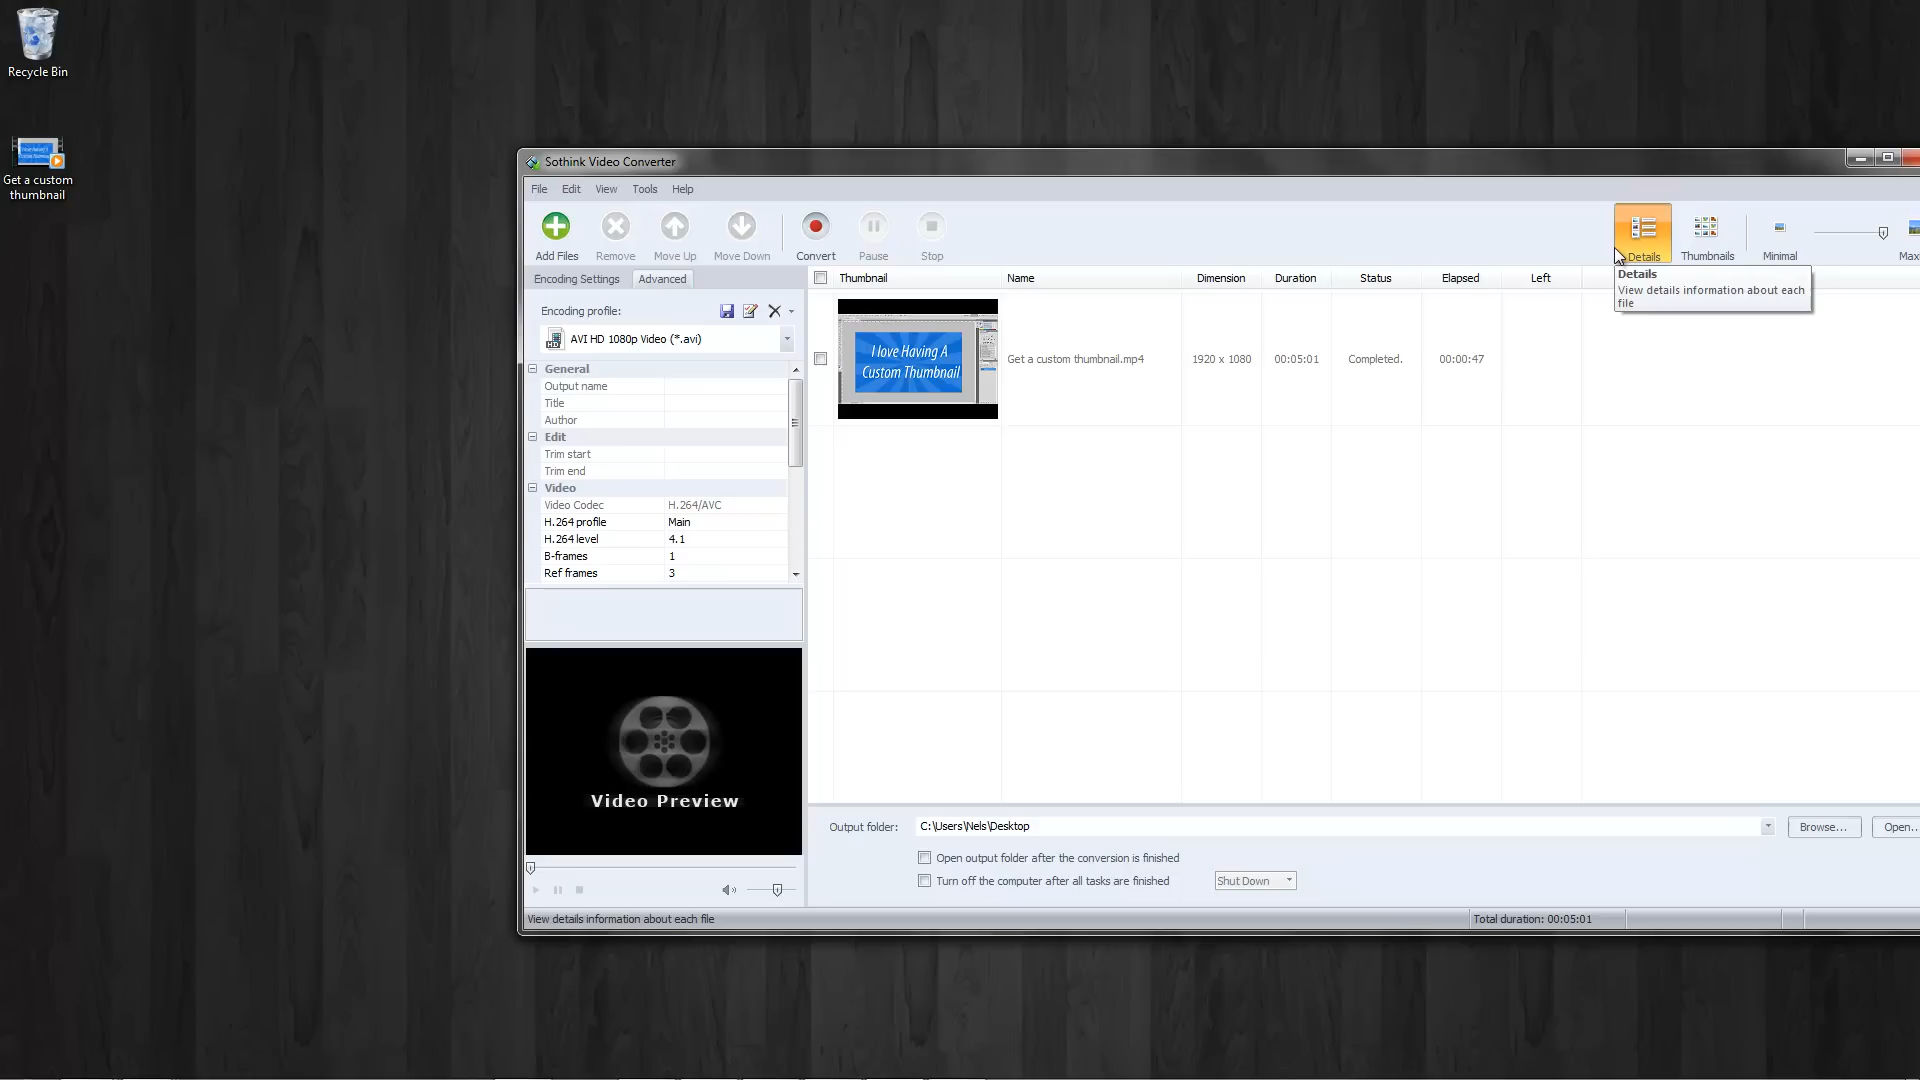 Recycle Bin
Get a custom
thumbnail
Sothink Video Converter
File Edit View Tools Help
Add Files Remove Move Up Move Down Convert Pause Stop Details Thumbnails Minimal
Details
View details information about each
file
Encoding Settings Advanced
Thumbnail Name Dimension Duration Status Elapsed Left
Encoding profile:
HD AVI HD 1080p Video (*.avi)
General
Output name
Title
Author
Edit
Trim start
Trim end
Video
Video Codec H.264/AVC
H.264 profile Main
H.264 level 4.1
B-frames 1
Ref frames 3
I love Having A
Custom Thumbnail
Get a custom thumbnail.mp4 1920 x 1080 00:05:01 Completed. 00:00:47
Video Preview
Output folder: C:\Users\Nels\Desktop Browse... Open...
Open output folder after the conversion is finished
Turn off the computer after all tasks are finished Shut Down
View details information about each file Total duration: 00:05:01